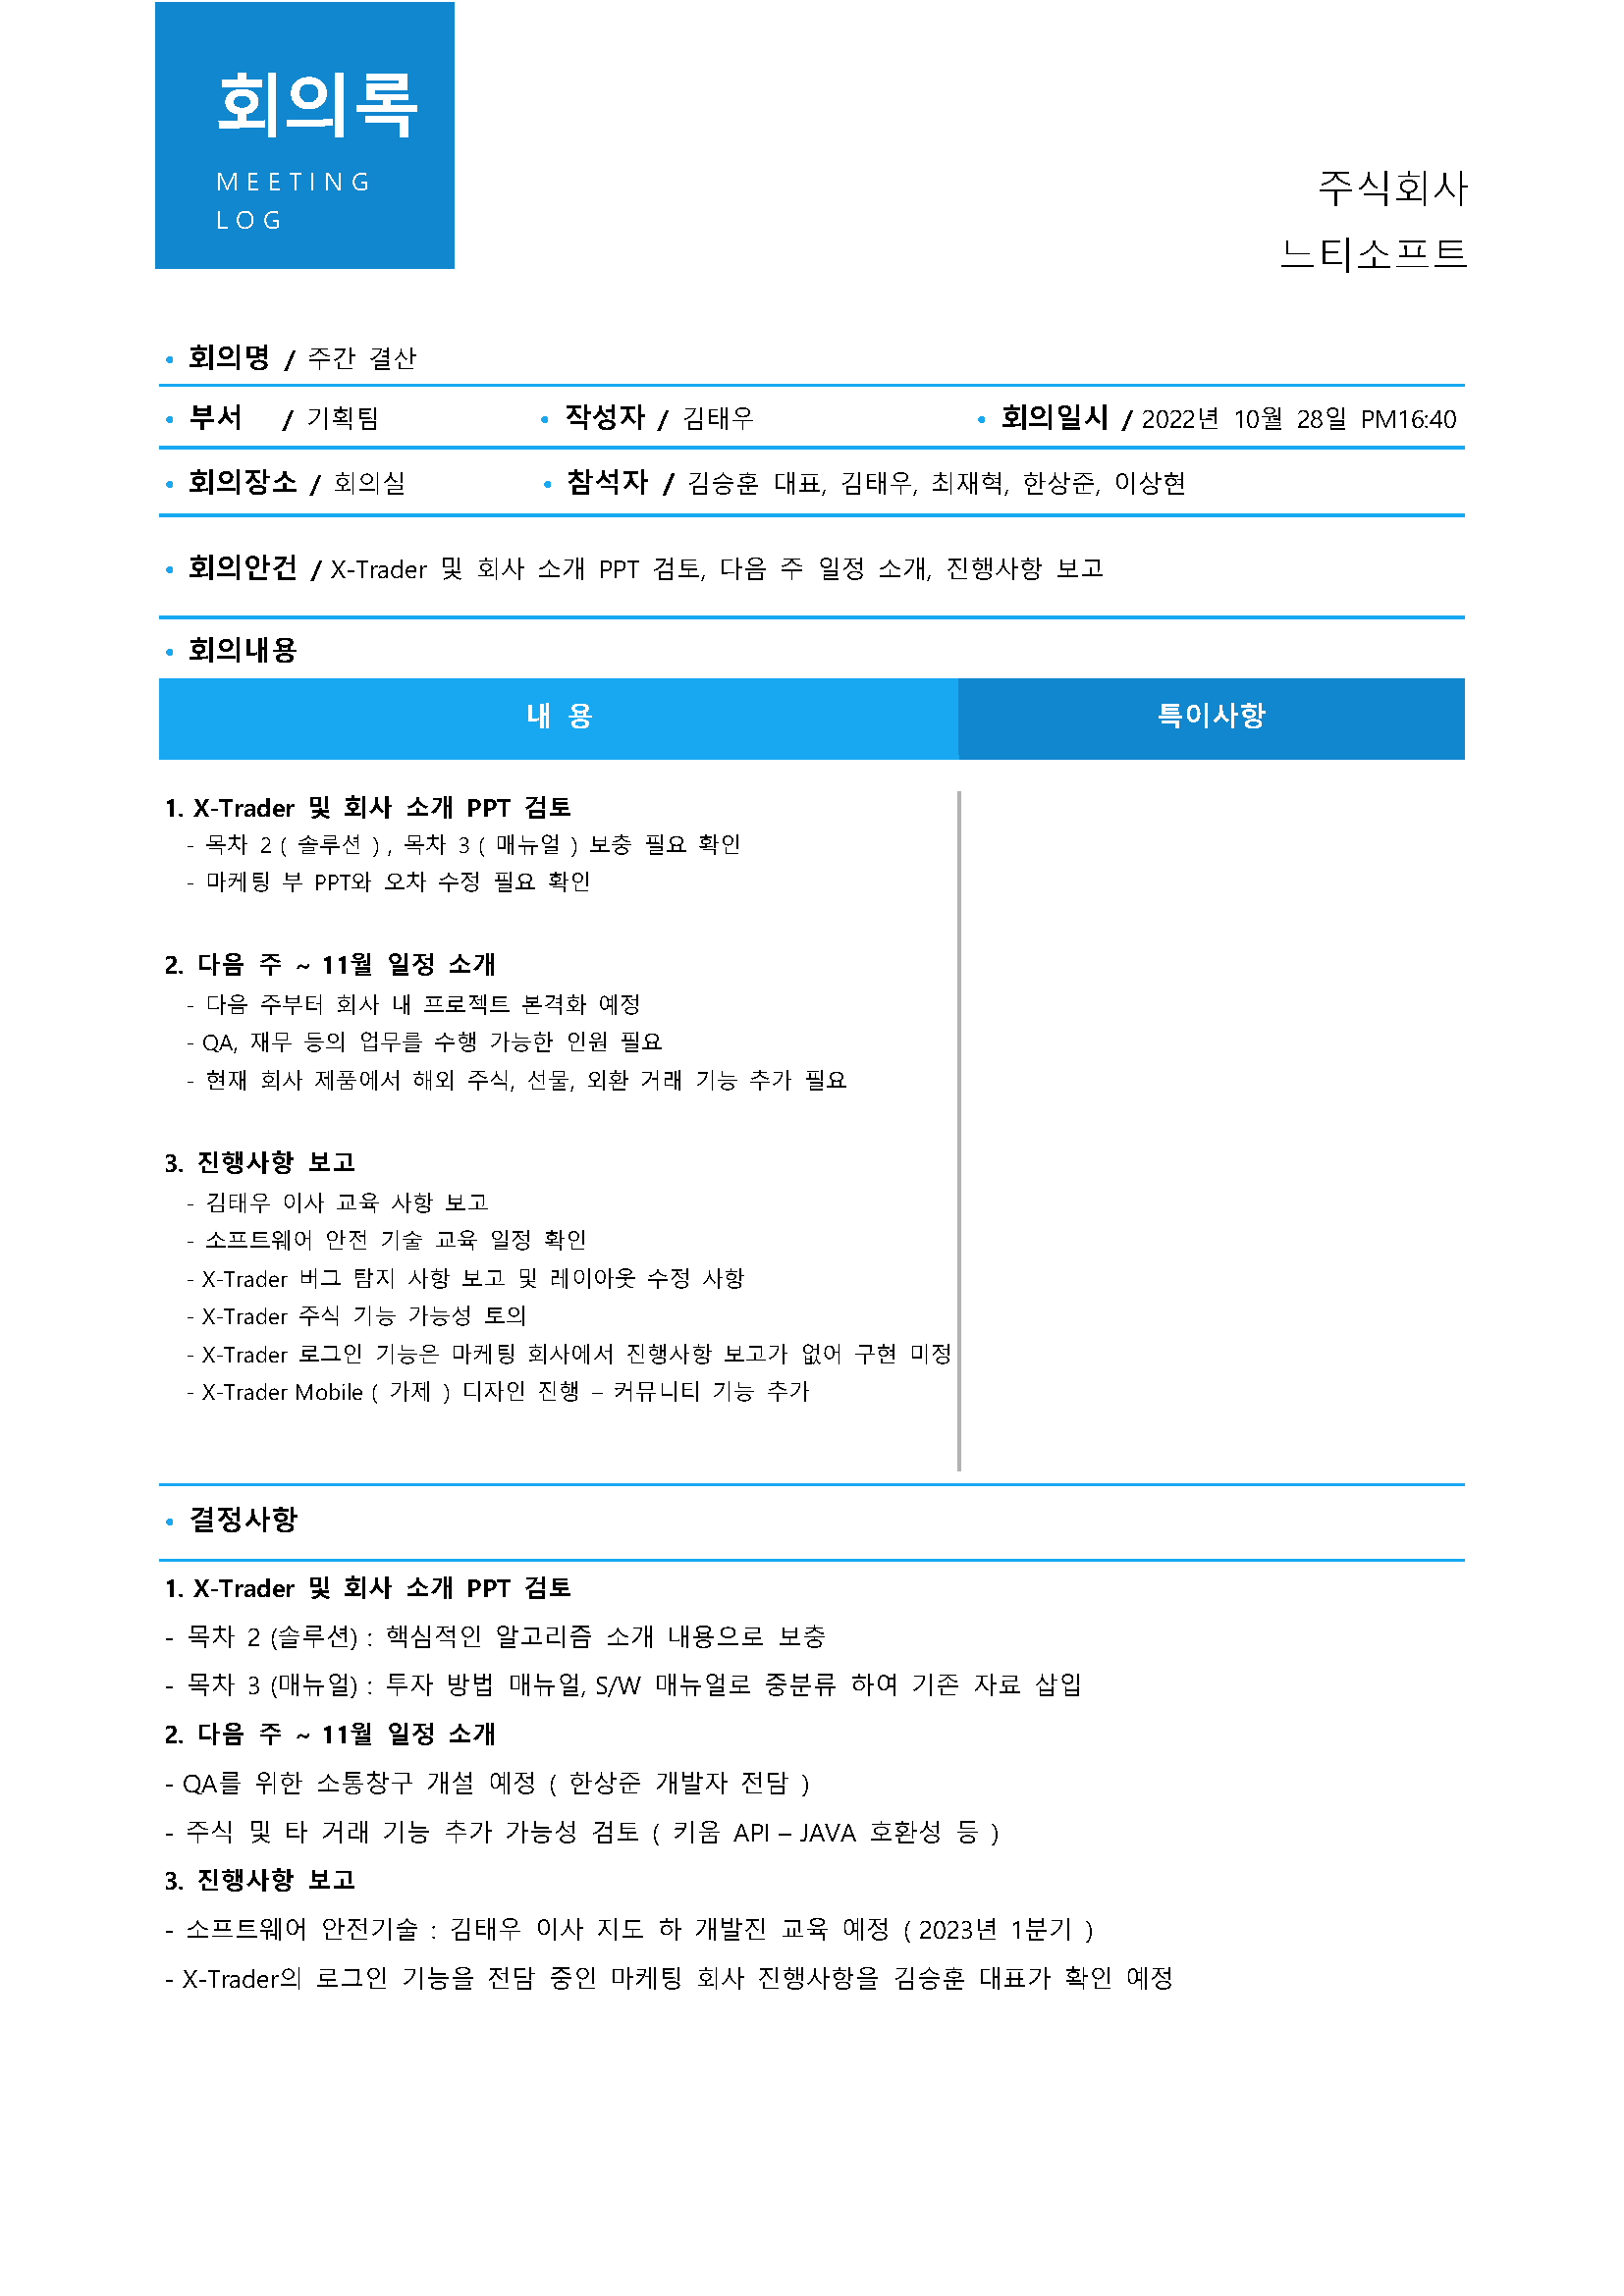 회의록
MEETING
LOG
주식회사
느티소프트
• 회의명 / 주간 결산
• 부서 / 기획팀 • 작성자 / 김태우 • 회의일시 / 2022년 10월 28일 PM16:40
• 회의장소 / 회의실 • 참석자 / 김승훈 대표, 김태우, 최재혁, 한상준, 이상현
• 회의안건 / X-Trader 및 회사 소개 PPT 검토, 다음 주 일정 소개, 진행사항 보고
• 회의내용
내 용 특이사항
1. X-Trader 및 회사 소개 PPT 검토
- 목차 2 ( 솔루션 ) , 목차 3 ( 매뉴얼 ) 보충 필요 확인
- 마케팅 부 PPT와 오차 수정 필요 확인
2. 다음 주 ~ 11월 일정 소개
- 다음 주부터 회사 내 프로젝트 본격화 예정
- QA, 재무 등의 업무를 수행 가능한 인원 필요
- 현재 회사 제품에서 해외 주식, 선물, 외환 거래 기능 추가 필요
3. 진행사항 보고
- 김태우 이사 교육 사항 보고
- 소프트웨어 안전 기술 교육 일정 확인
- X-Trader 버그 탐지 사항 보고 및 레이아웃 수정 사항
- X-Trader 주식 기능 가능성 토의
- X-Trader 로그인 기능은 마케팅 회사에서 진행사항 보고가 없어 구현 미정
- X-Trader Mobile ( 가제 ) 디자인 진행 – 커뮤니티 기능 추가
• 결정사항
1. X-Trader 및 회사 소개 PPT 검토
- 목차 2 (솔루션) : 핵심적인 알고리즘 소개 내용으로 보충
- 목차 3 (매뉴얼) : 투자 방법 매뉴얼, S/W 매뉴얼로 중분류 하여 기존 자료 삽입
2. 다음 주 ~ 11월 일정 소개
- QA를 위한 소통창구 개설 예정 ( 한상준 개발자 전담 )
- 주식 및 타 거래 기능 추가 가능성 검토 ( 키움 API – JAVA 호환성 등 )
3. 진행사항 보고
- 소프트웨어 안전기술 : 김태우 이사 지도 하 개발진 교육 예정 ( 2023년 1분기 )
- X-Trader의 로그인 기능을 전담 중인 마케팅 회사 진행사항을 김승훈 대표가 확인 예정